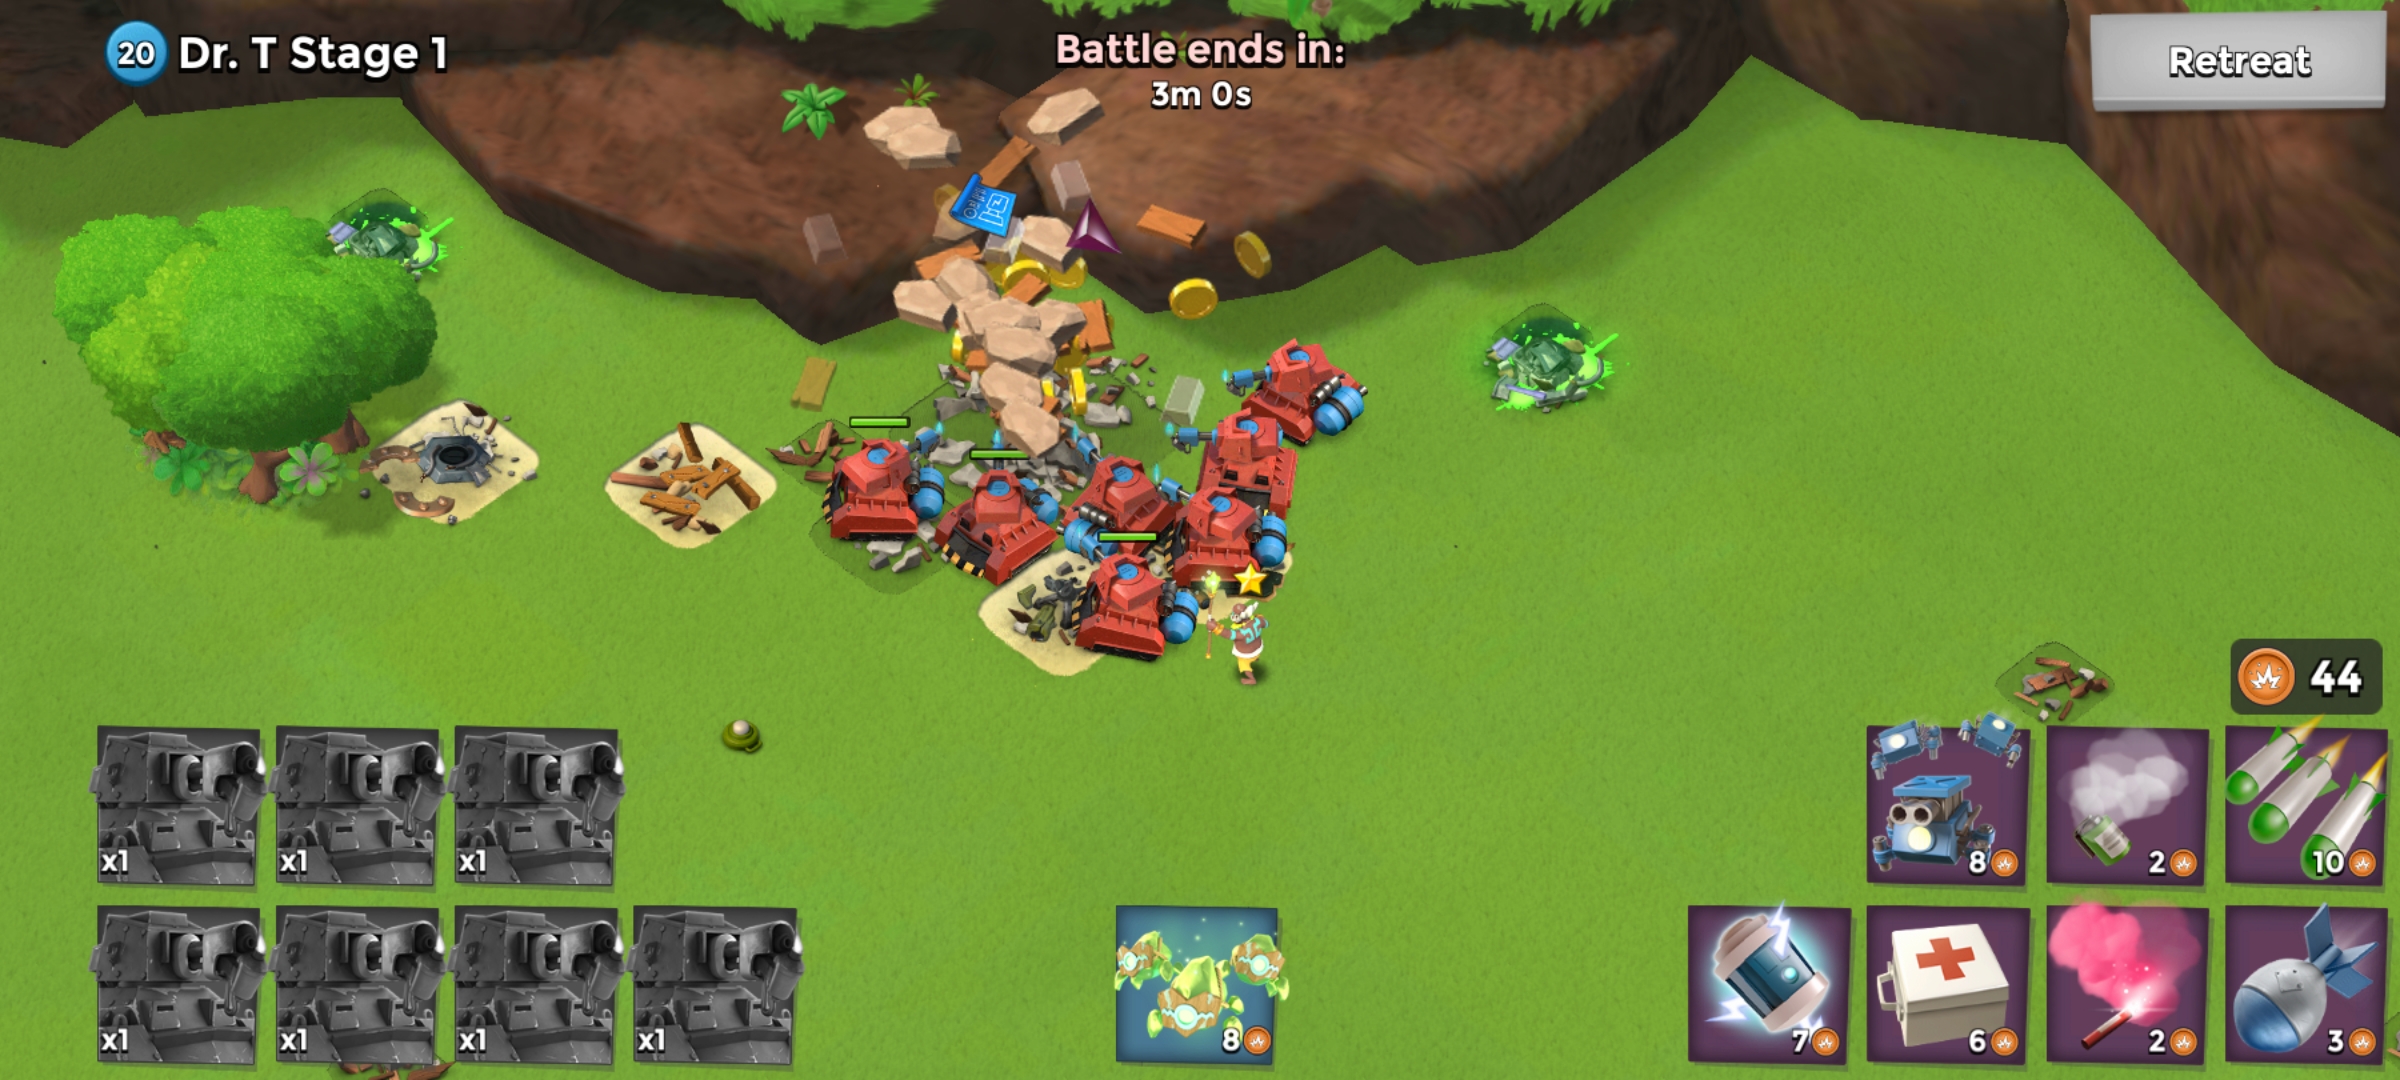 20 Dr. T Stage 1
Battle ends in:
3m 0s
Retreat
44
x1 x1 x1
8 2 10
x1 x1 x1 x1
8
7 6 2 3